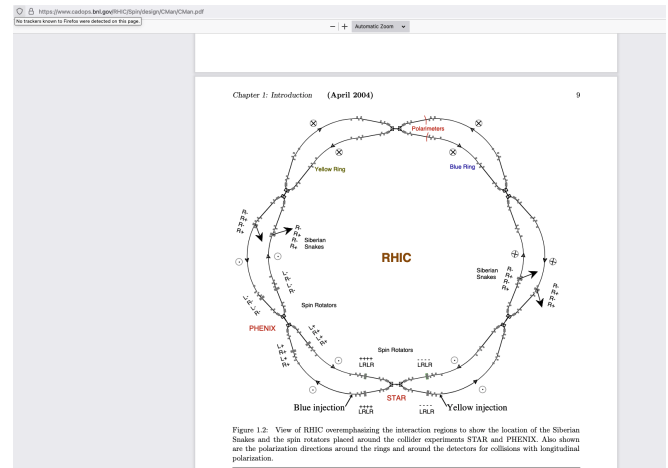 https://www.cadops.bnl.gov/RHIC/Spin/design/CMan/CMan.pdf
No trackers known to Firefox were detected on this page.
− + Automatic Zoom
Chapter 1: Introduction (April 2004) 9
Polarimeters
Yellow Ring
Blue Ring
R-
R+
R-
R+
R-
R+
R-
R+
Siberian
Snakes
RHIC
Siberian
Snakes
R-
R+
R-
R+
R-
R+
R-
R+
Spin Rotators
PHENIX
L+
R+
L+
R+
Spin Rotators
++++
LRLR
- - - -
LRLR
STAR
Blue injection
++++
LRLR
- - - -
LRLR
Yellow injection
Figure 1.2: View of RHIC overemphasizing the interaction regions to show the location of the Siberian
Snakes and the spin rotators placed around the collider experiments STAR and PHENIX. Also shown
are the polarization directions around the rings and around the detectors for collisions with longitudinal
polarization.